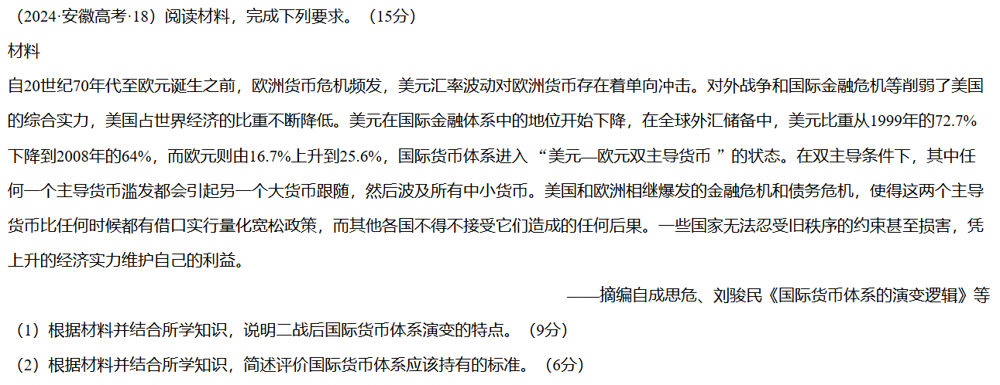 （2024·安徽高考·18）阅读材料，完成下列要求。（15分）
材料
自20世纪70年代至欧元诞生之前，欧洲货币危机频发，美元汇率波动对欧洲货币存在着单向冲击。对外战争和国际金融危机等削弱了美国
的综合实力，美国占世界经济的比重不断降低。美元在国际金融体系中的地位开始下降，在全球外汇储备中，美元比重从1999年的72.7%
下降到2008年的64%，而欧元则由16.7%上升到25.6%，国际货币体系进入 “美元—欧元双主导货币 ” 的状态。在双主导条件下，其中任
何一个主导货币滥发都会引起另一个大货币跟随，然后波及所有中小货币。美国和欧洲相继爆发的金融危机和债务危机，使得这两个主导
货币比任何时候都有借口实行量化宽松政策，而其他各国不得不接受它们造成的任何后果。一些国家无法忍受旧秩序的约束甚至损害，凭
上升的经济实力维护自己的利益。
——摘编自成思危、刘骏民《国际货币体系的演变逻辑》等
（1）根据材料并结合所学知识，说明二战后国际货币体系演变的特点。（9分）
（2）根据材料并结合所学知识，简述评价国际货币体系应该持有的标准。（6分）